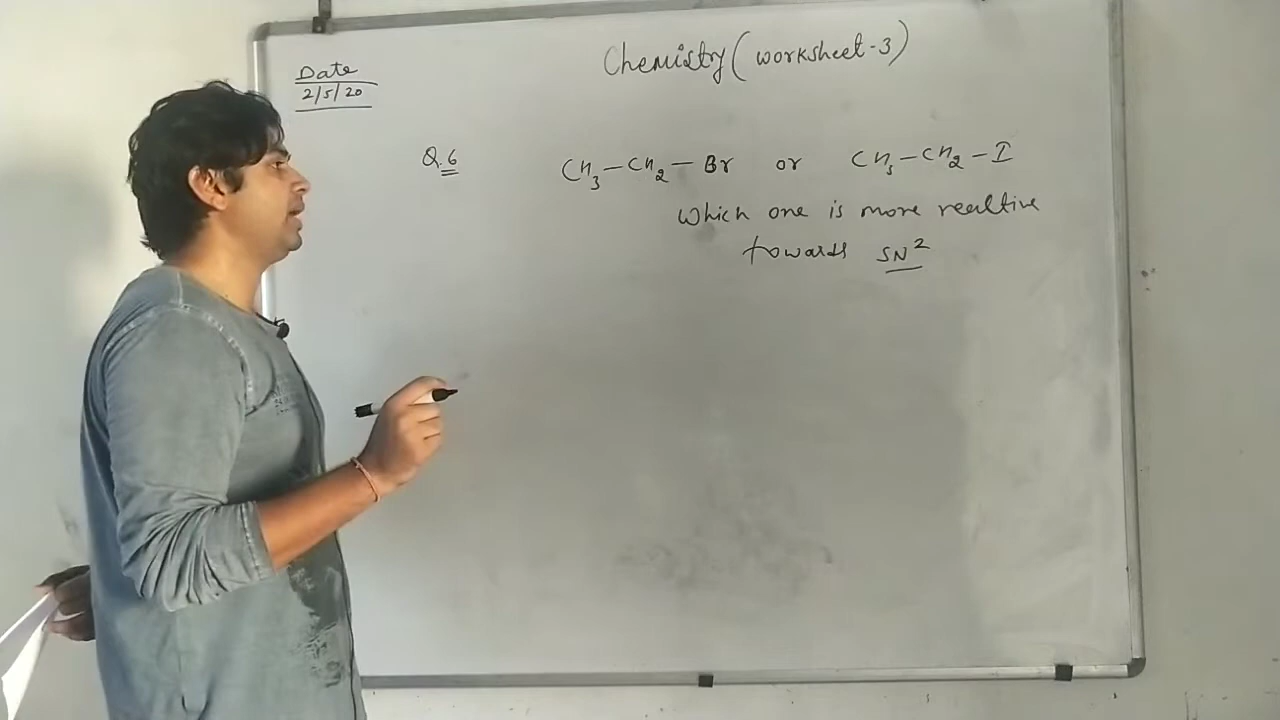 Chemistry (worksheet-3)
Date
2/5/20
Q.6 CH3-CH2-Br or CH3-CH2-I
which one is more realtive
towards SN²